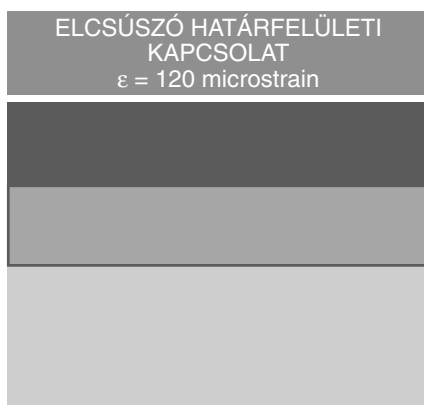 ELCSÚSZÓ HATÁRFELÜLETI
KAPCSOLAT
ε = 120 microstrain